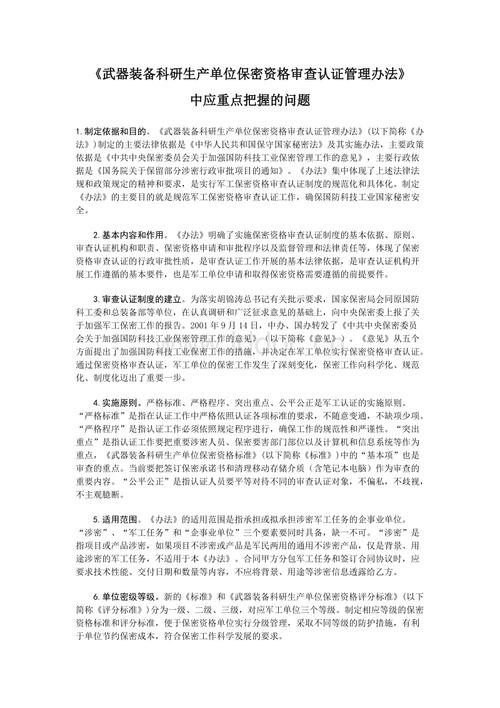 《武器装备科研生产单位保密资格审查认证管理办法》
中应重点把握的问题
1.制定依据和目的。《武器装备科研生产单位保密资格审查认证管理办法》(以下简称《办
法》)制定的主要法律依据是《中华人民共和国保守国家秘密法》及其实施办法，主要政策
依据是《中共中央保密委员会关于加强国防科技工业保密管理工作的意见》，主要行政依
据是《国务院关于保留部分涉密行政审批项目的通知》。《办法》集中体现了上述法律法
规和政策规定的精神和要求，是实行军工保密资格审查认证制度的规范化和具体化。制定
《办法》的主要目的就是规范军工保密资格审查认证工作，确保国防科技工业国家秘密安
全。
2.基本内容和作用。《办法》明确了实施保密资格审查认证制度的基本依据、原则、
审查认证机构和职责、保密资格申请和审批程序以及监督管理和法律责任等，体现了保密
资格审查认证的行政审批性质，是审查认证工作开展的基本法律依据，是审查认证机构开
展工作遵循的基本要件，也是军工单位申请和取得保密资格需要遵循的前提要件。
3.审查认证制度的建立。为落实胡锦涛总书记有关批示要求，国家保密局会同原国防
科工委和总装备部等单位，在认真调研和广泛征求意见的基础上，向中央保密委上报了关
于加强军工保密工作的报告。2001年9月14日，中办、国办转发了《中共中央保密委员
会关于加强国防科技工业保密管理工作的意见》（以下简称《意见》）。《意见》从五个
方面提出了加强国防科技工业保密工作的措施，并决定在军工单位实行保密资格审查认证。
通过保密资格审查认证，军工单位的保密工作发生了深刻变化，保密工作向科学化、规范
化、制度化迈出了重要一步。
4.实施原则。严格标准、严格程序、突出重点、公平公正是军工认证的实施原则。
“严格标准”是指在认证工作中严格依照认证各项标准的要求，不随意变通，不缺项少项。
“严格程序”是指认证工作必须依照规定程序进行，确保工作的规范性和严谨性。“突出
重点”是指认证工作要把重要涉密人员、保密要害部门部位以及计算机和信息系统等作为
重点，《武器装备科研生产单位保密资格标准》(以下简称《标准》)中的“基本项”也
是审查的重点。当前要把签订保密承诺书和清理移动存储介质（含笔记本电脑）作为审查的
重要内容。“公平公正”是指认证人员要平等对待不同的审查认证对象，不偏私，不歧视，
不主观臆断。
5.适用范围。《办法》的适用范围是指承担或拟承担涉密军工任务的企事业单位。
“涉密”、“军工任务”和“企事业单位”三个要素要同时具备，缺一不可。“涉密”是
指项目或产品涉密，如果项目不涉密或产品是军民两用的通用不涉密产品，仅是背景、用
途涉密的军工任务，不适用于本《办法》。合同甲方分包军工任务和签订合同协议时，应
要求技术性能、交付日期和数量等内容，不应将背景、用途等涉密信息透露给乙方。
6.单位密级等级。新的《标准》和《武器装备科研生产单位保密资格评分标准》(以下
简称《评分标准》)分为一级、二级、三级，对应军工单位三个等级。制定相应等级的保密
资格标准和评分标准，便于保密资格单位实行分级管理，采取不同等级的防护措施，有利
于单位节约保密成本，符合保密工作科学发展的要求。